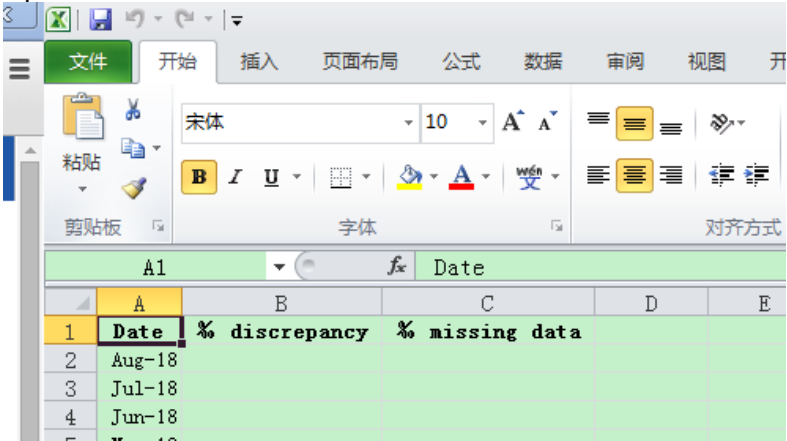 文件 开始 插入 页面布局 公式 数据 审阅 视图 开
宋体 10 A A
粘贴 B I U A wén 文
剪贴板 字体 对齐方式
A1 fx Date
A B C D E
1 Date ‰ discrepancy ‰ missing data
2 Aug-18
3 Jul-18
4 Jun-18